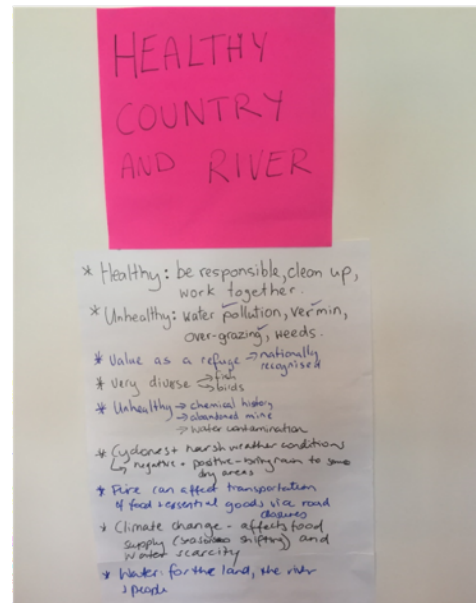 HEALTHY
COUNTRY
AND RIVER
* Healthy: be responsible, clean up,
work together.
* Unhealthy: water pollution, vermin,
over-grazing, weeds.
* Value as a refuge → nationally
recognised
* Very diverse → fish
→ birds
* Unhealthy → chemical history
→ abandoned mine
→ water contamination
* Cyclones + harsh weather conditions
↳ negative + positive - bring rain to some
dry areas
* Fire can affect transportation
of food & essential goods via road
closures
* Climate change - affects food
supply (seasons shifting) and
water scarcity
* Water: for the land, the river
& people